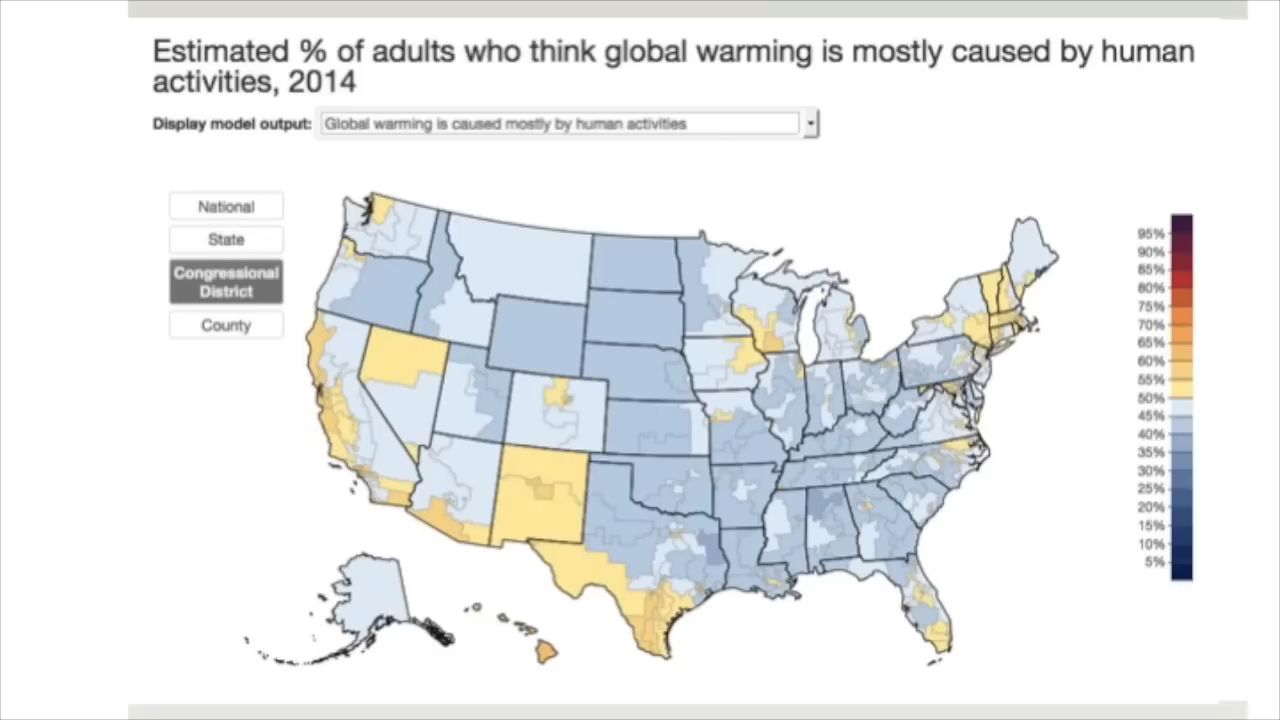 Estimated % of adults who think global warming is mostly caused by human
activities, 2014
Display model output: Global warming is caused mostly by human activities
National
State
Congressional
District
County
95%
90%
85%
80%
75%
70%
65%
60%
55%
50%
45%
40%
35%
30%
25%
20%
15%
10%
5%